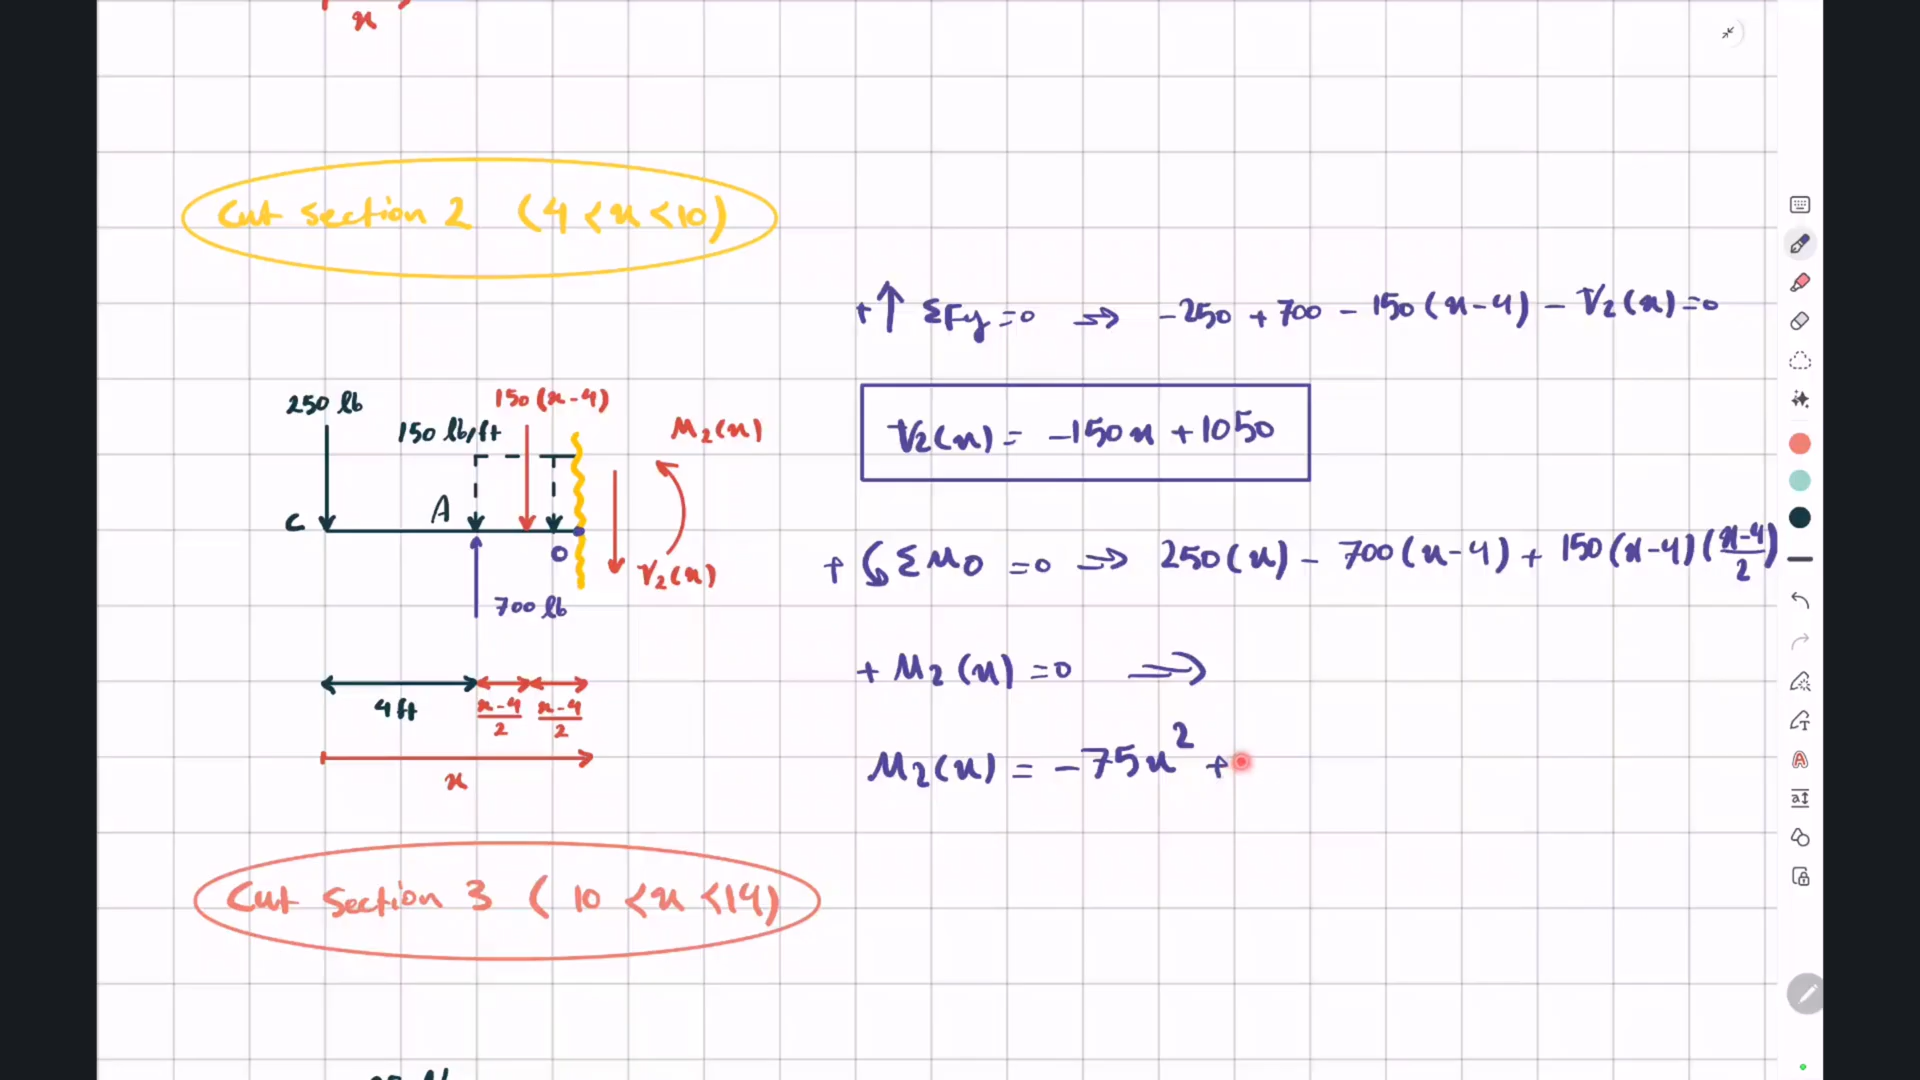 x
Cut section 2 (4 < x < 10)
+↑ ΣFy = 0 ⇒ -250 + 700 - 150(x-4) - V2(x) = 0
250 lb
150(x-4)
150 lb/ft
M2(x)
V2(x) = -150x + 1050
C
A
O
V2(x)
700 lb
+ ↺ ΣMO = 0 ⇒ 250(x) - 700(x-4) + 150(x-4)((x-4)/2)
+ M2(x) = 0 ⇒
4 ft
(x-4)/2 (x-4)/2
x
M2(x) = -75x² +
Cut section 3 (10 < x < 14)